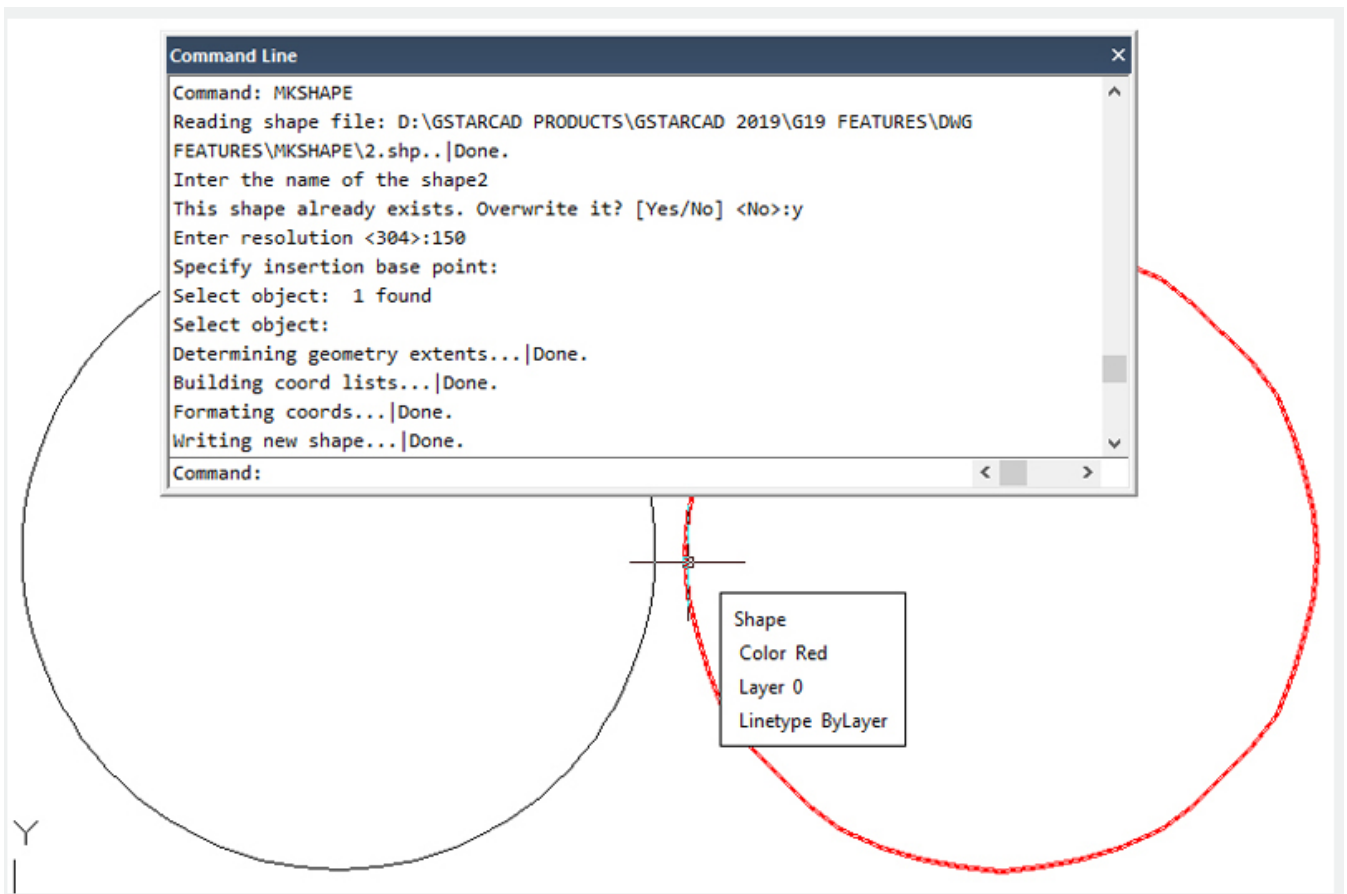 Command Line
Command: MKSHAPE
Reading shape file: D:\GSTARCAD PRODUCTS\GSTARCAD 2019\G19 FEATURES\DWG
FEATURES\MKSHAPE\2.shp..|Done.
Inter the name of the shape2
This shape already exists. Overwrite it? [Yes/No] <No>:y
Enter resolution <304>:150
Specify insertion base point:
Select object:  1 found
Select object:
Determining geometry extents...|Done.
Building coord lists...|Done.
Formating coords...|Done.
Writing new shape...|Done.
Command:
Shape
Color Red
Layer 0
Linetype ByLayer
Y